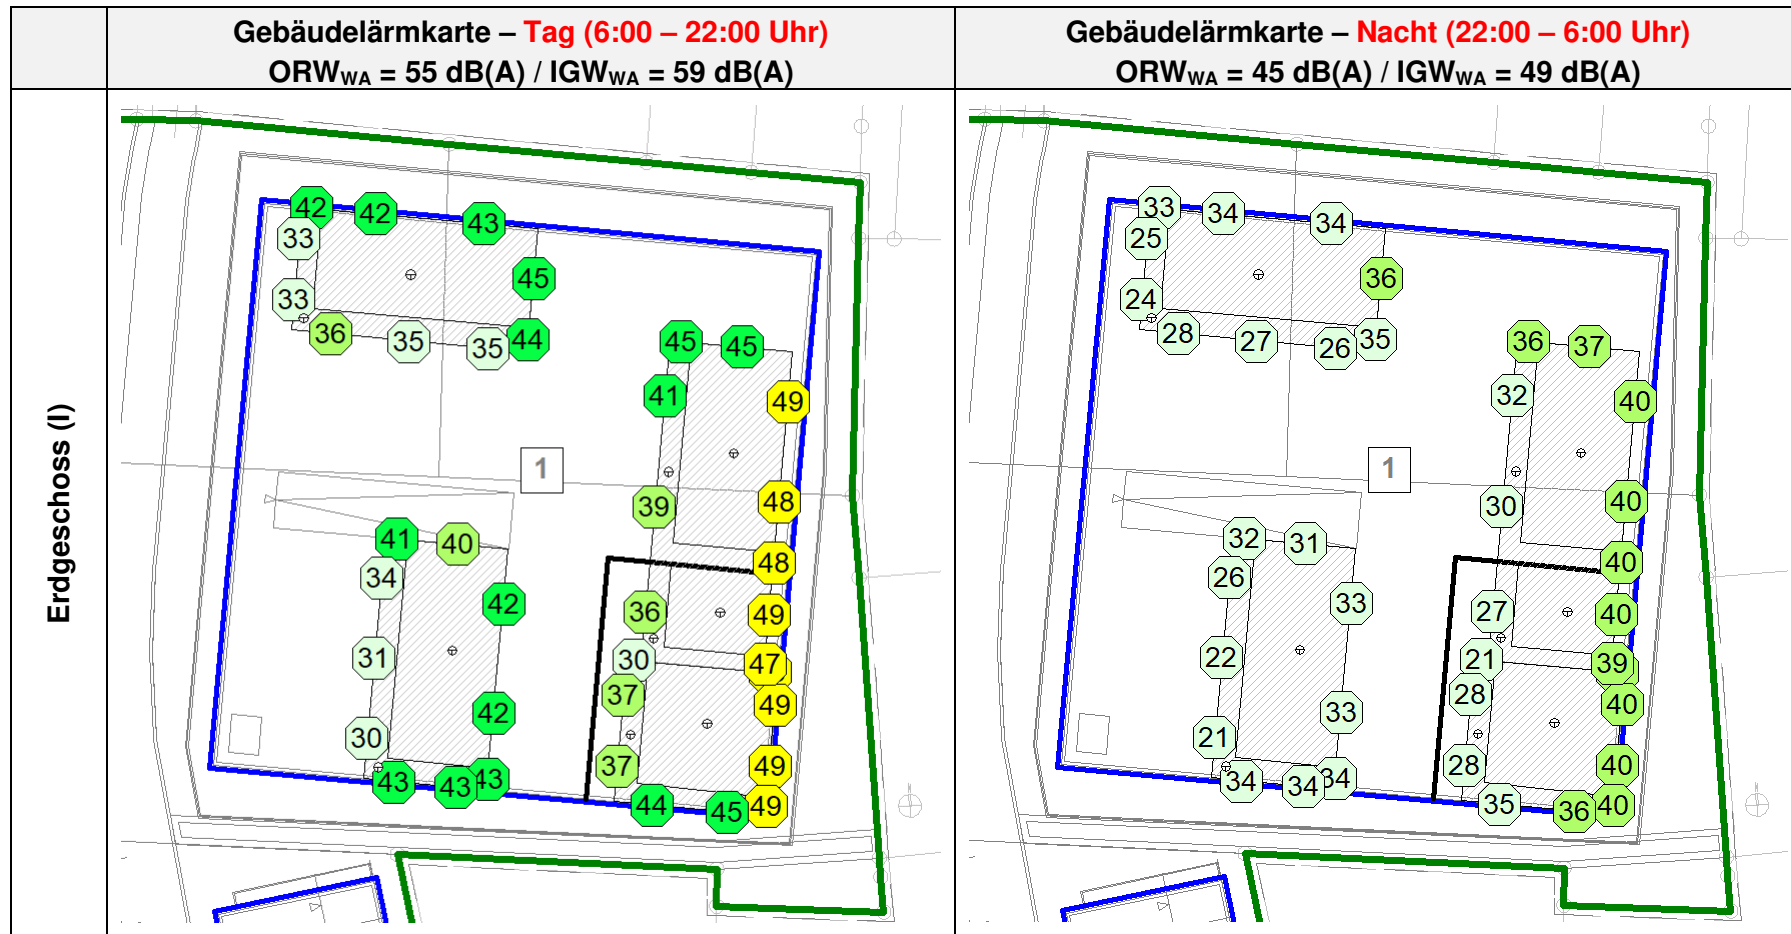 Gebäudelärmkarte – Tag (6:00 – 22:00 Uhr)
ORWWA = 55 dB(A) / IGWWA = 59 dB(A)
Gebäudelärmkarte – Nacht (22:00 – 6:00 Uhr)
ORWWA = 45 dB(A) / IGWWA = 49 dB(A)
Erdgeschoss (I)
42 42 43
33
45
33
36 35 35 44
45 45
41 49
1
39 48
41 40
48
34
42
36 49
31 30 47
37 49
42
30
37 49
43 43 43
44 45 49
33 34 34
25
36
24
28 27 26 35
36 37
32 40
1
30 40
32 31
40
26
33
27 40
22 21 39
28 40
33
21
28 40
34 34 34
35 36 40